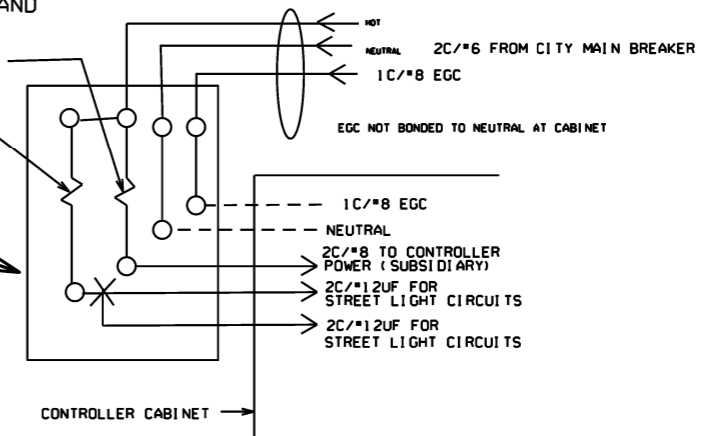 AND
HOT
NEUTRAL 2C/#6 FROM CITY MAIN BREAKER
1C/#8 EGC
EGC NOT BONDED TO NEUTRAL AT CABINET
1C/#8 EGC
NEUTRAL
2C/#8 TO CONTROLLER
POWER (SUBSIDIARY)
2C/#12UF FOR
STREET LIGHT CIRCUITS
2C/#12UF FOR
STREET LIGHT CIRCUITS
CONTROLLER CABINET